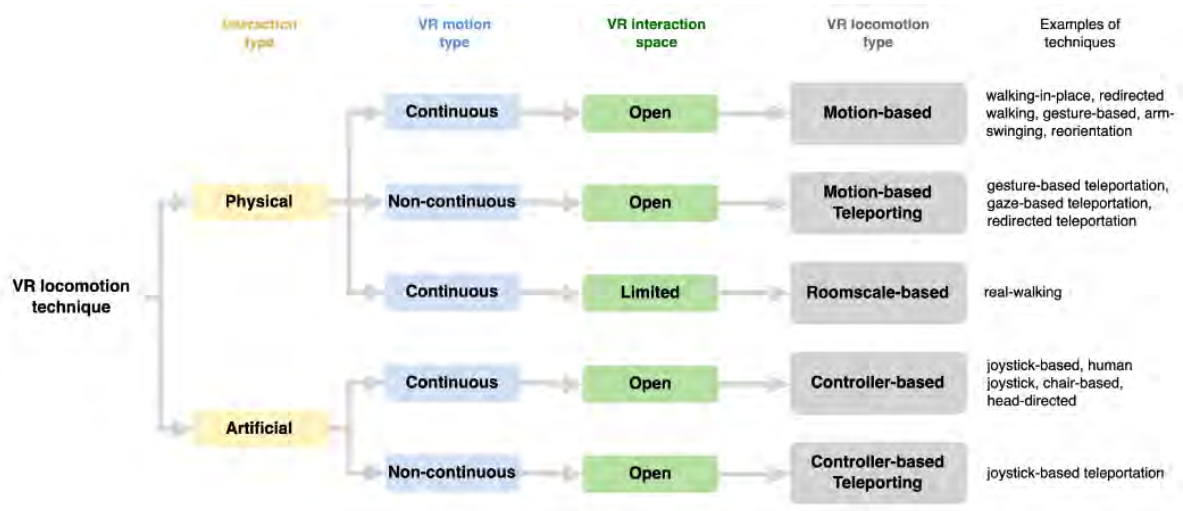 Interaction type
VR motion type
VR interaction space
VR locomotion type
Examples of techniques
Continuous
Open
Motion-based
walking-in-place, redirected
walking, gesture-based, arm-
swinging, reorientation
Physical
Non-continuous
Open
Motion-based
Teleporting
gesture-based teleportation,
gaze-based teleportation,
redirected teleportation
VR locomotion
technique
Continuous
Limited
Roomscale-based
real-walking
Continuous
Open
Controller-based
joystick-based, human
joystick, chair-based,
head-directed
Artificial
Non-continuous
Open
Controller-based
Teleporting
joystick-based teleportation